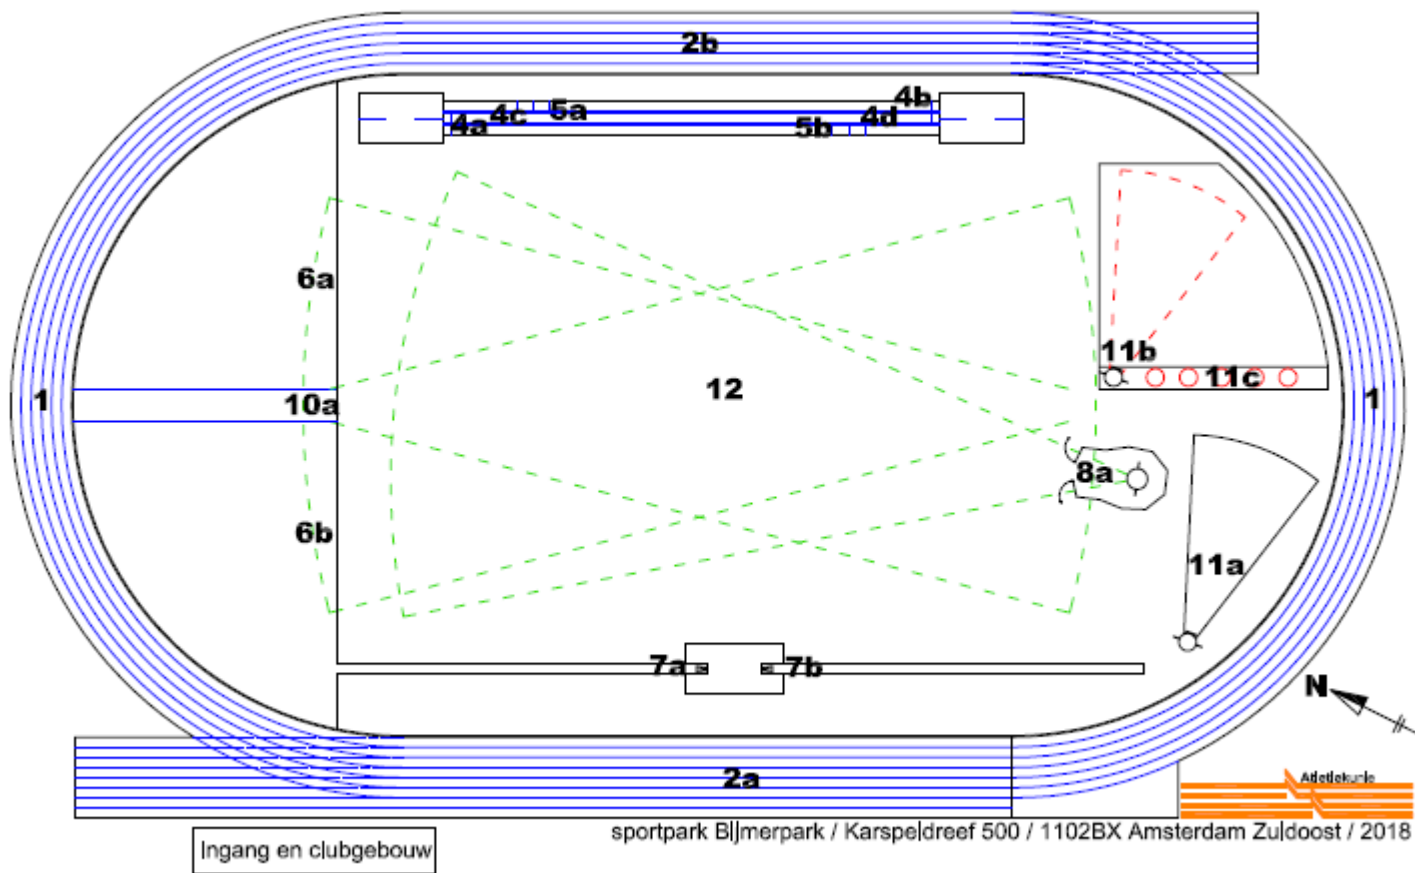 2b
4b
4c
5a
4d
4a
5b
6a
11b
11c
12
1
10a
1
8a
6b
11a
7a
7b
N
2a
Atletiekunie
sportpark Bijlmerpark / Karspeldreef 500 / 1102BX Amsterdam Zuidoost / 2018
Ingang en clubgebouw